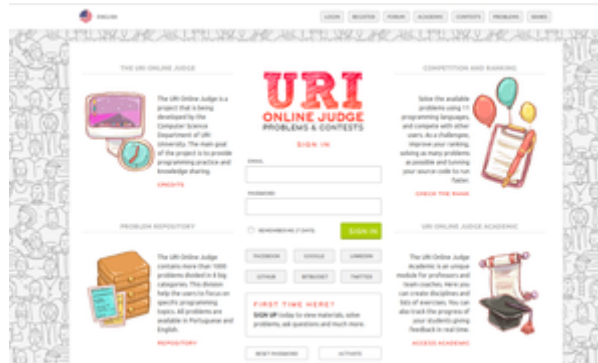 ENGLISH
LOGIN REGISTER FORUM ACADEMIC CONTESTS PROBLEMS RANKS
THE URI ONLINE JUDGE
The URI Online Judge is a
project that is being
developed by the
Computer Science
Department of URI
University. The main goal
of the project is to provide
programming practice and
knowledge sharing.
CREDITS
PROBLEM REPOSITORY
The URI Online Judge
contains more than 1000
problems divided in 8 big
categories. This division
help the users to focus on
specific programming
topics. All problems are
available in Portuguese and
English.
REPOSITORY
URI
ONLINE JUDGE
PROBLEMS & CONTESTS
SIGN IN
EMAIL
PASSWORD
REMEMBER ME (7 DAYS)
SIGN IN
FACEBOOK GOOGLE LINKEDIN
GITHUB BITBUCKET TWITTER
FIRST TIME HERE?
SIGN UP today to view materials, solve
problems, ask questions and much more.
RESET PASSWORD ACTIVATE
COMPETITION AND RANKING
Solve the available
problems using 11
programming languages,
and compete with other
users. As a challenges,
improve your ranking,
solving as many problems
as possible and tunning
your source code to run
faster.
CHECK THE RANK
URI ONLINE JUDGE ACADEMIC
The URI Online Judge
Academic is an unique
module for professors and
team coaches. Here you
can create disciplines and
lists of exercises. You can
also track the progress of
your students giving
feedback in real time.
ACCESS ACADEMIC